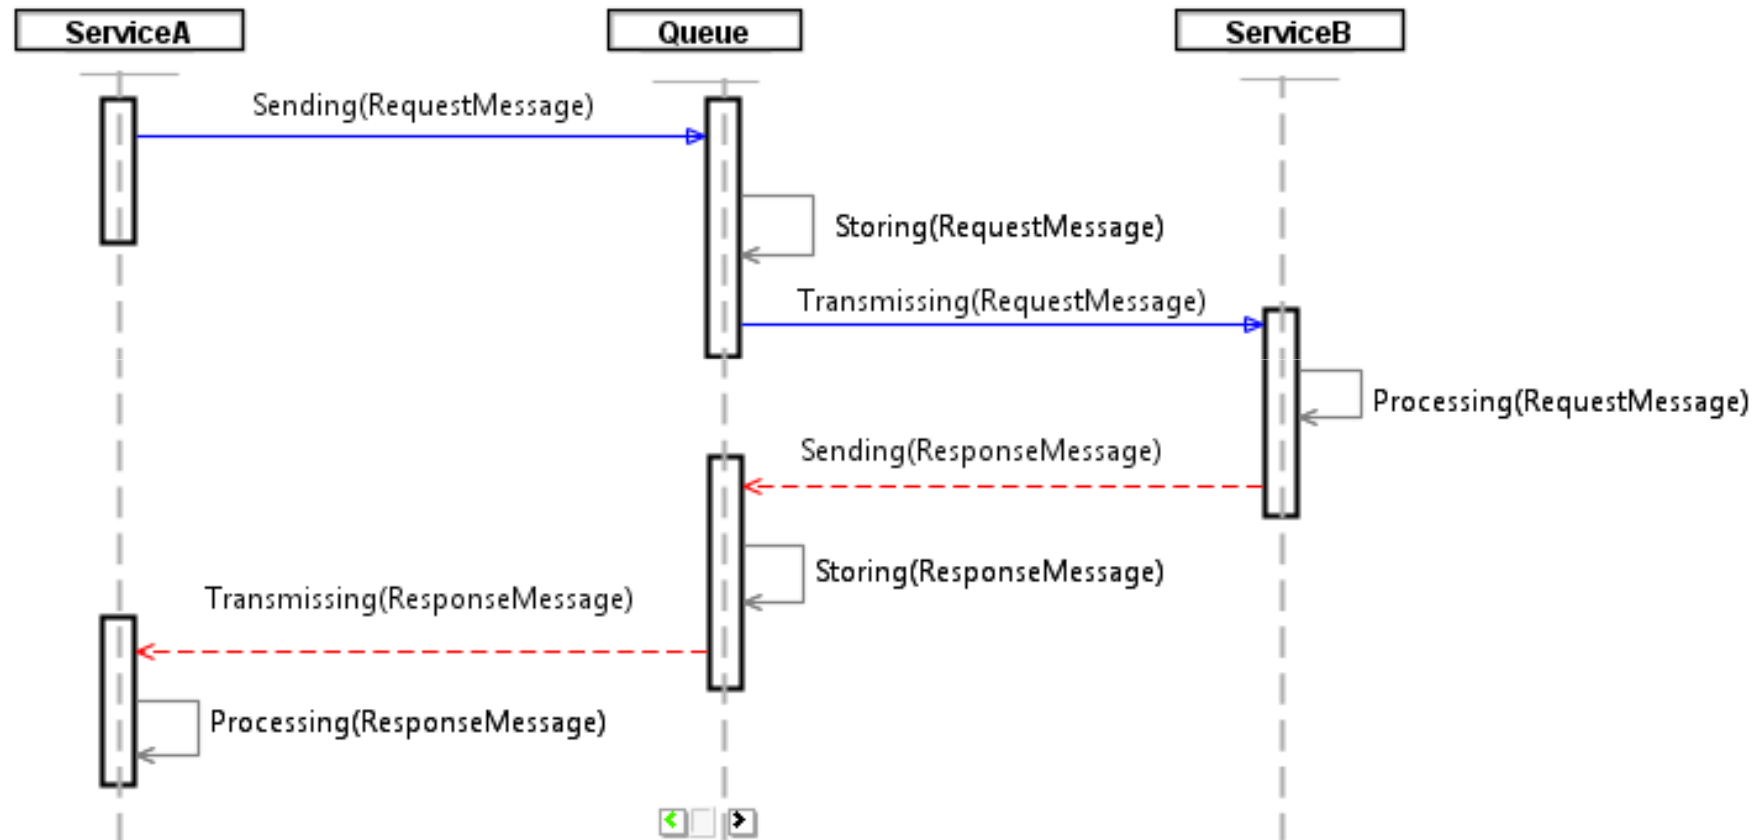 ServiceA
Queue
ServiceB
Sending(RequestMessage)
Storing(RequestMessage)
Transmissing(RequestMessage)
Processing(RequestMessage)
Sending(ResponseMessage)
Storing(ResponseMessage)
Transmissing(ResponseMessage)
Processing(ResponseMessage)